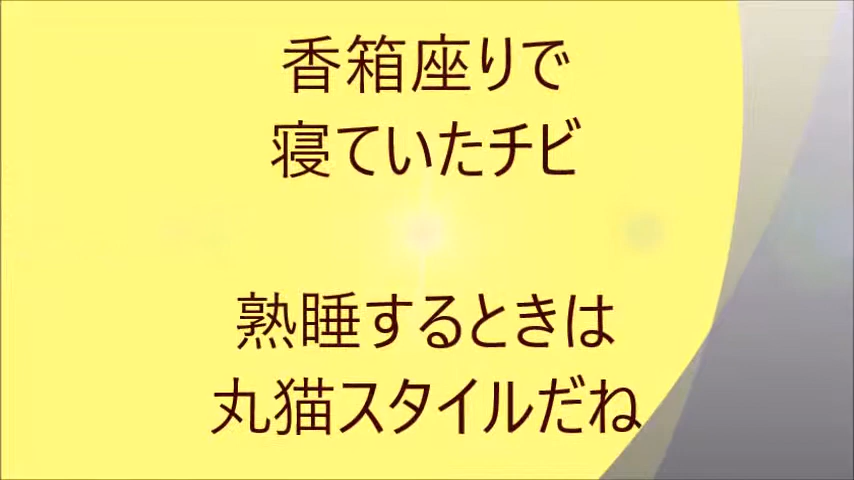 香箱座りで
寝ていたチビ
熟睡するときは
丸猫スタイルだね